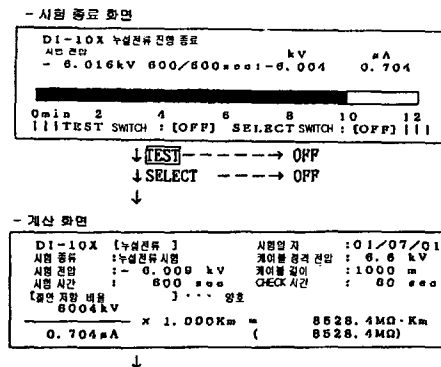 - 시험 종료 화면
DI-10X 누설전류 진행 종료
시험 전압 kV μA
- 6.016kV 600/600sec:-6.004 0.704
0min 2 4 6 8 10 12
|||TEST SWITCH : [OFF] SELECT SWITCH : [OFF] |||
↓ TEST - - - - - - → OFF
↓ SELECT - - - - → OFF
↓
- 계산 화면
DI-10X [누설전류 ] 시험일자 :01/07/01
시험 종류 :누설전류 시험 케이블 정격 전압 : 6.6 kV
시험 전압 :- 6.009 kV 케이블 길이 :1000 m
시험 시간 : 600 sec CHECK 시간 : 60 sec
[절연 저항 비율 ] ··· 양호
6004kV
× 1.000Km = 8528.4MΩ·Km
0.704μA ( 8528.4MΩ)
↓